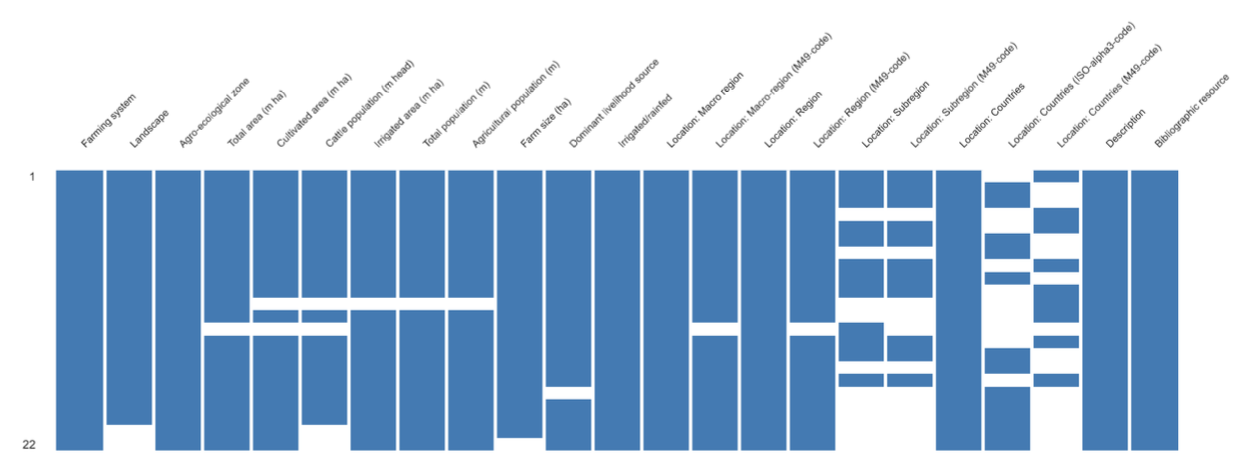 Farming system
Landscape
Agro-ecological zone
Total area (m ha)
Cultivated area (m ha)
Cattle population (m head)
Irrigated area (m ha)
Total population (m)
Agricultural population (m)
Farm size (ha)
Dominant livelihood source
Irrigated/rainfed
Location: Macro region
Location: Macro-region (M49-code)
Location: Region
Location: Region (M49-code)
Location: Subregion
Location: Subregion (M49-code)
Location: Countries
Location: Countries (ISO-alpha3-code)
Location: Countries (M49-code)
Description
Bibliographic resource
1
22